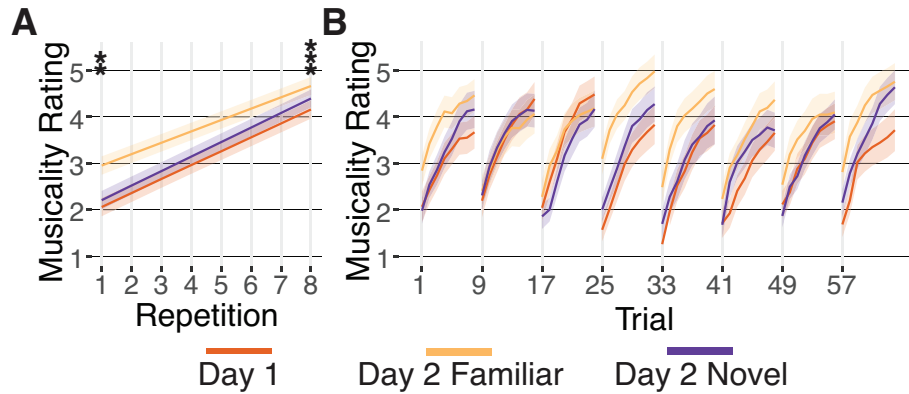 A
B
Musicality Rating
5
4
3
2
1
**
***
1 2 3 4 5 6 7 8
Repetition
Musicality Rating
5
4
3
2
1
1 9 17 25 33 41 49 57
Trial
Day 1
Day 2 Familiar
Day 2 Novel